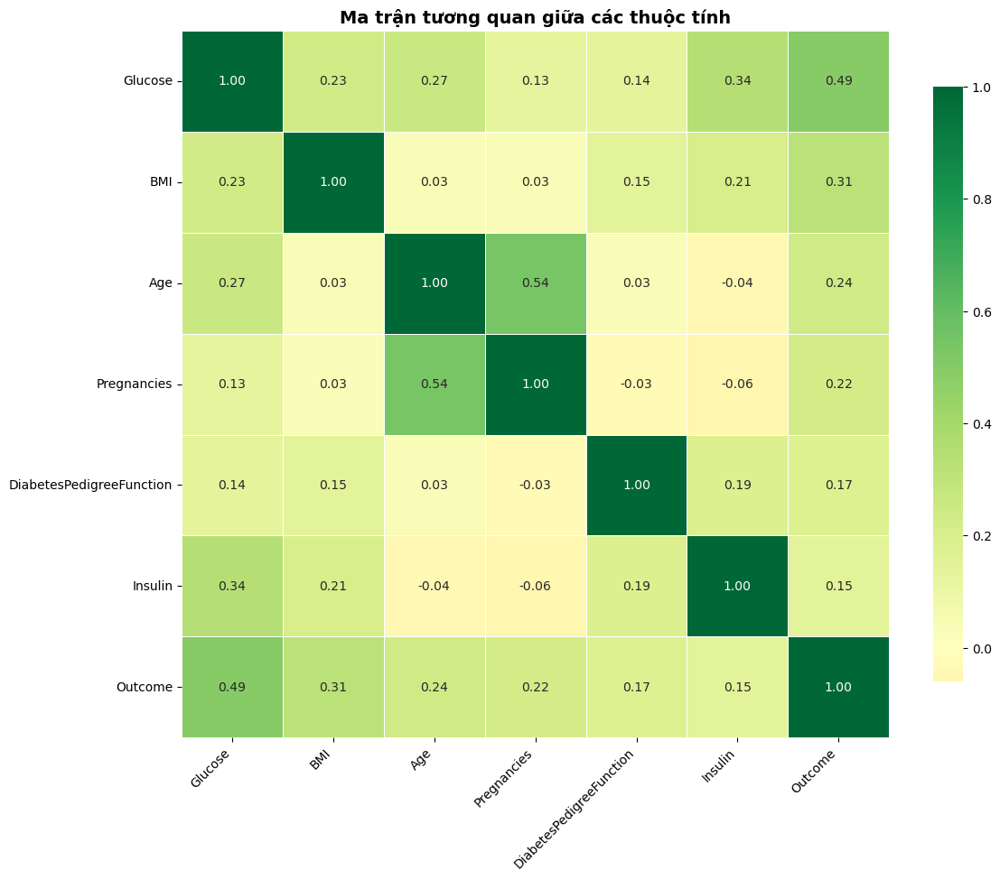 Ma trận tương quan giữa các thuộc tính
Glucose 1.00 0.23 0.27 0.13 0.14 0.34 0.49
BMI 0.23 1.00 0.03 0.03 0.15 0.21 0.31
Age 0.27 0.03 1.00 0.54 0.03 -0.04 0.24
Pregnancies 0.13 0.03 0.54 1.00 -0.03 -0.06 0.22
DiabetesPedigreeFunction 0.14 0.15 0.03 -0.03 1.00 0.19 0.17
Insulin 0.34 0.21 -0.04 -0.06 0.19 1.00 0.15
Outcome 0.49 0.31 0.24 0.22 0.17 0.15 1.00
Glucose
BMI
Age
Pregnancies
DiabetesPedigreeFunction
Insulin
Outcome
1.0
0.8
0.6
0.4
0.2
0.0